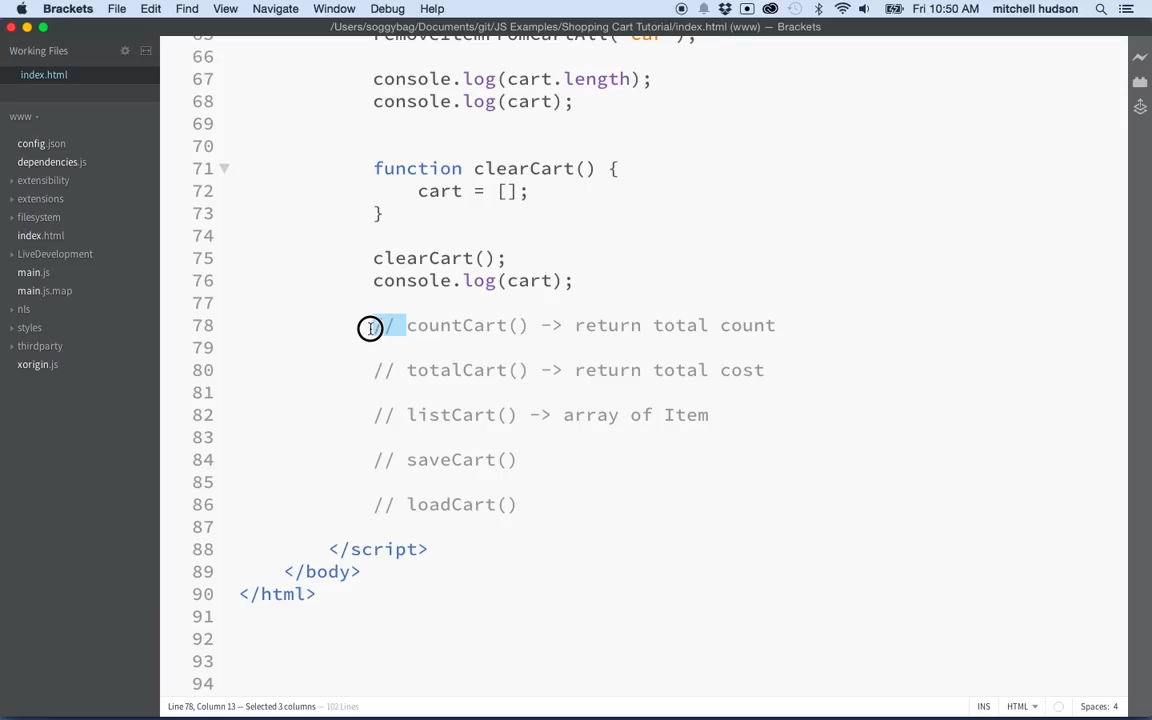 Brackets File Edit Find View Navigate Window Debug Help Fri 10:50 AM mitchell hudson
/Users/soggybag/Documents/git/JS Examples/Shopping Cart Tutorial/index.html (www) — Brackets
Working Files
index.html
www
config.json
dependencies.js
extensibility
extensions
filesystem
index.html
LiveDevelopment
main.js
main.js.map
nls
styles
thirdparty
xorigin.js
65 removeItemFromCartAll("Car");
66
67 console.log(cart.length);
68 console.log(cart);
69
70
71 function clearCart() {
72 cart = [];
73 }
74
75 clearCart();
76 console.log(cart);
77
78 // countCart() -> return total count
79
80 // totalCart() -> return total cost
81
82 // listCart() -> array of Item
83
84 // saveCart()
85
86 // loadCart()
87
88 </script>
89 </body>
90 </html>
91
92
93
94
Line 78, Column 13 — Selected 3 columns — 102 Lines INS HTML Spaces: 4